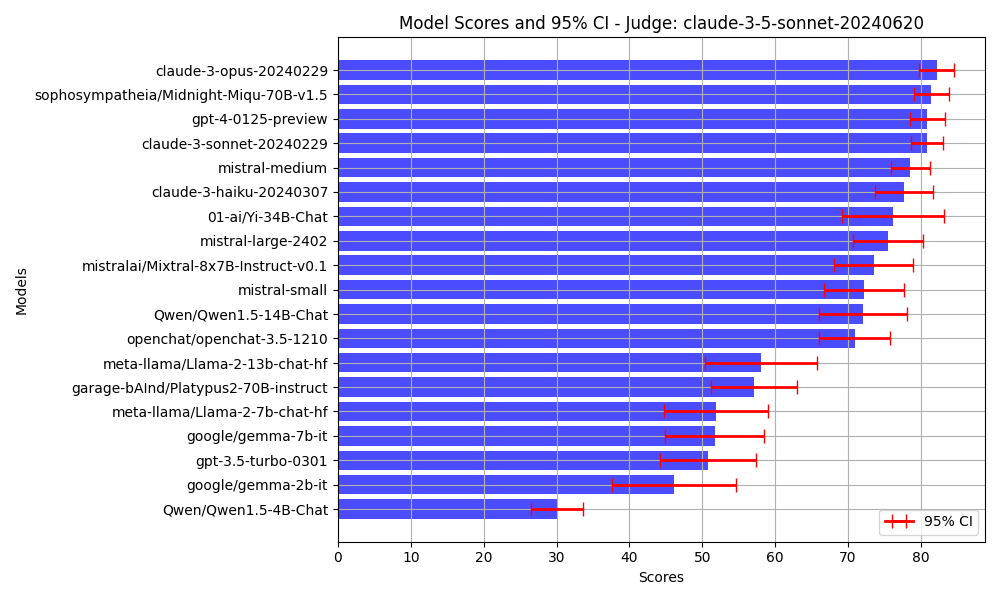 Model Scores and 95% CI - Judge: claude-3-5-sonnet-20240620
claude-3-opus-20240229
sophosympatheia/Midnight-Miqu-70B-v1.5
gpt-4-0125-preview
claude-3-sonnet-20240229
mistral-medium
claude-3-haiku-20240307
01-ai/Yi-34B-Chat
mistral-large-2402
mistralai/Mixtral-8x7B-Instruct-v0.1
mistral-small
Qwen/Qwen1.5-14B-Chat
openchat/openchat-3.5-1210
meta-llama/Llama-2-13b-chat-hf
garage-bAInd/Platypus2-70B-instruct
meta-llama/Llama-2-7b-chat-hf
google/gemma-7b-it
gpt-3.5-turbo-0301
google/gemma-2b-it
Qwen/Qwen1.5-4B-Chat
Models
95% CI
0 10 20 30 40 50 60 70 80
Scores